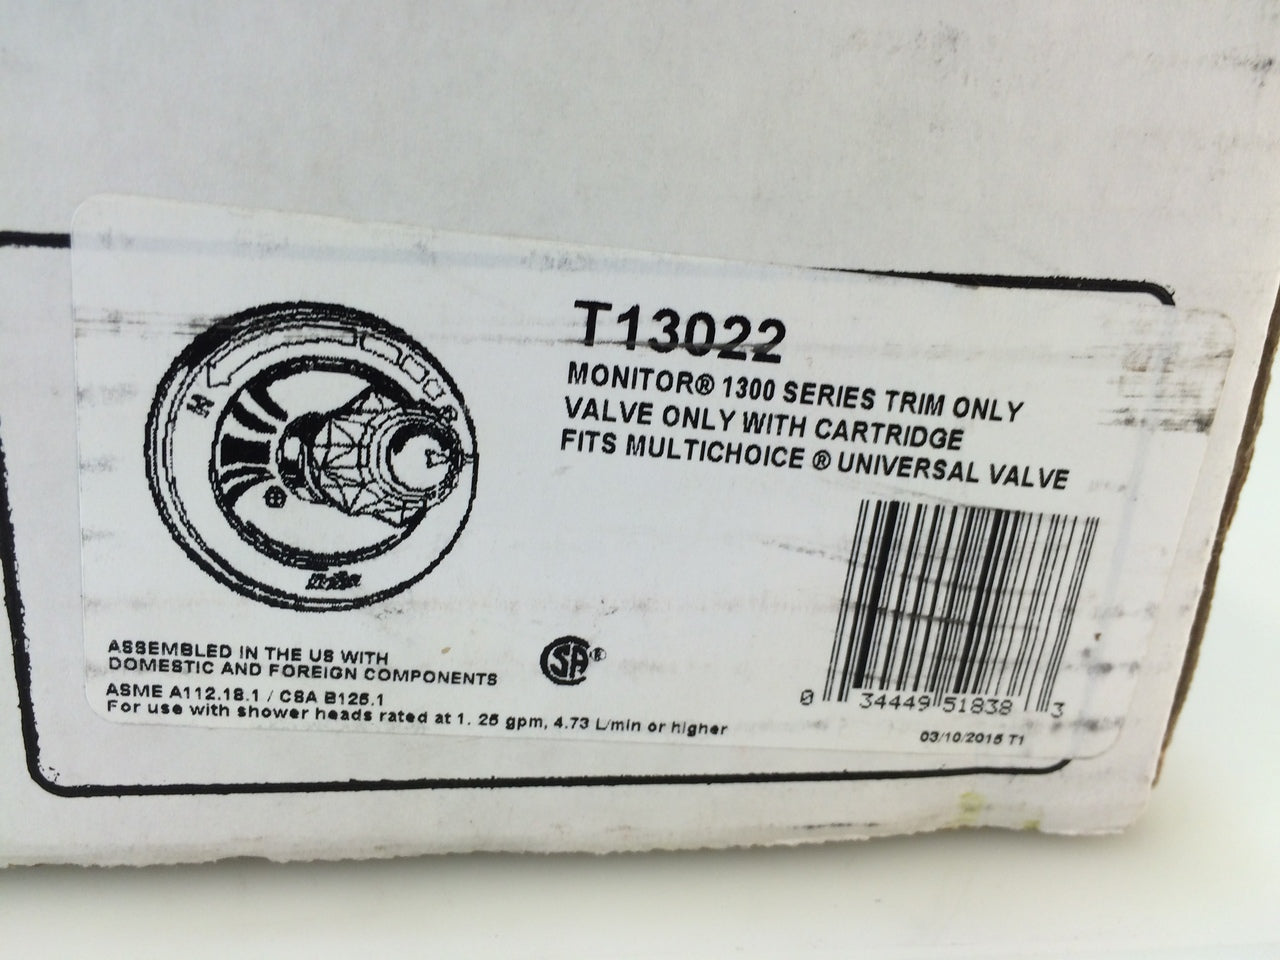 T13022
MONITOR® 1300 SERIES TRIM ONLY
VALVE ONLY WITH CARTRIDGE
FITS MULTICHOICE ® UNIVERSAL VALVE
ASSEMBLED IN THE US WITH
DOMESTIC AND FOREIGN COMPONENTS
ASME A112.18.1 / CSA B125.1
For use with shower heads rated at 1. 25 gpm, 4.73 L/min or higher
SA®
0 34449 51838 3
03/10/2015 T1